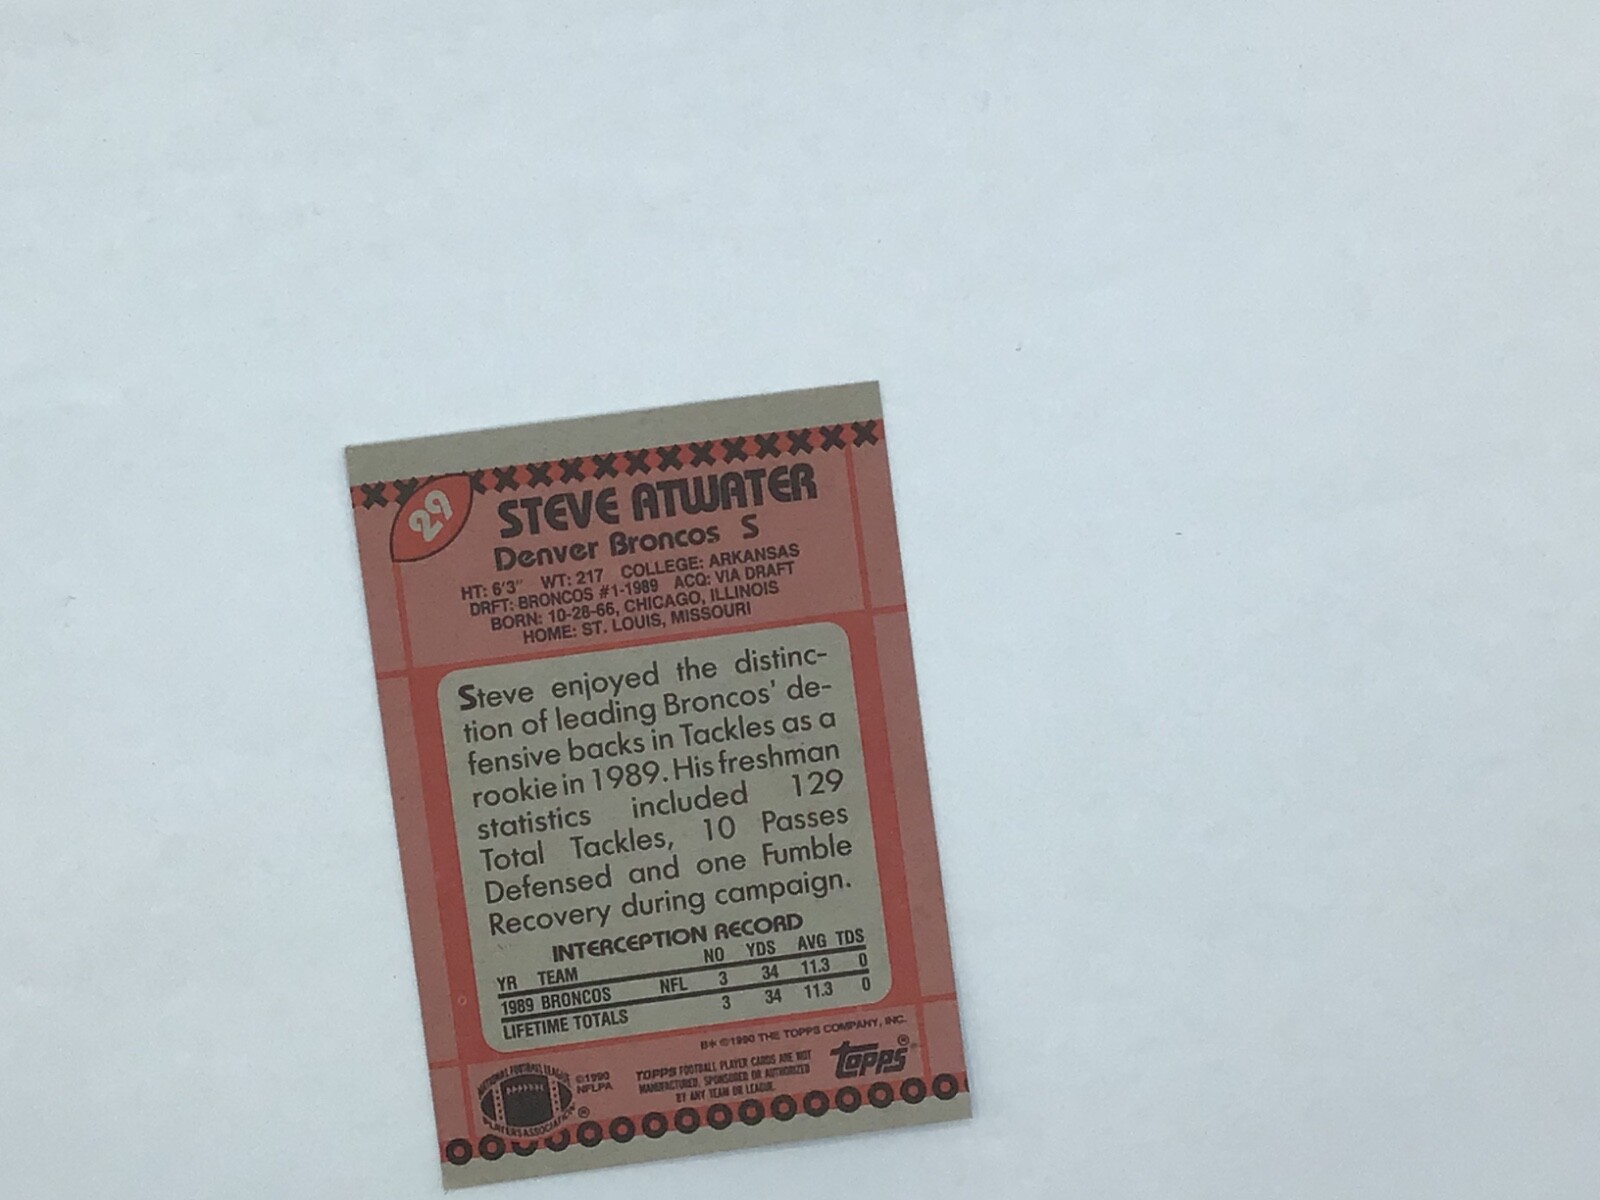 29
STEVE ATWATER
Denver Broncos S
HT: 6'3" WT: 217 COLLEGE: ARKANSAS
DRFT: BRONCOS #1-1989 ACQ: VIA DRAFT
BORN: 10-28-66, CHICAGO, ILLINOIS
HOME: ST. LOUIS, MISSOURI
Steve enjoyed the distinc-
tion of leading Broncos' de-
fensive backs in Tackles as a
rookie in 1989. His freshman
statistics included 129
Total Tackles, 10 Passes
Defensed and one Fumble
Recovery during campaign.
INTERCEPTION RECORD
YR TEAM NO YDS AVG TDS
1989 BRONCOS NFL 3 34 11.3 0
LIFETIME TOTALS 3 34 11.3 0
B* ©1990 THE TOPPS COMPANY, INC.
NATIONAL FOOTBALL LEAGUE
PLAYERS ASSOCIATION
®
©1990
NFLPA
TOPPS FOOTBALL PLAYER CARDS ARE NOT
MANUFACTURED, SPONSORED OR AUTHORIZED
BY ANY TEAM OR LEAGUE.
topps®